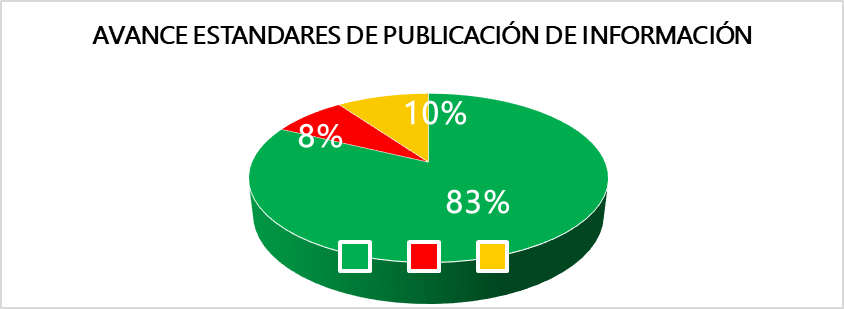 AVANCE ESTANDARES DE PUBLICACIÓN DE INFORMACIÓN
10%
8%
83%